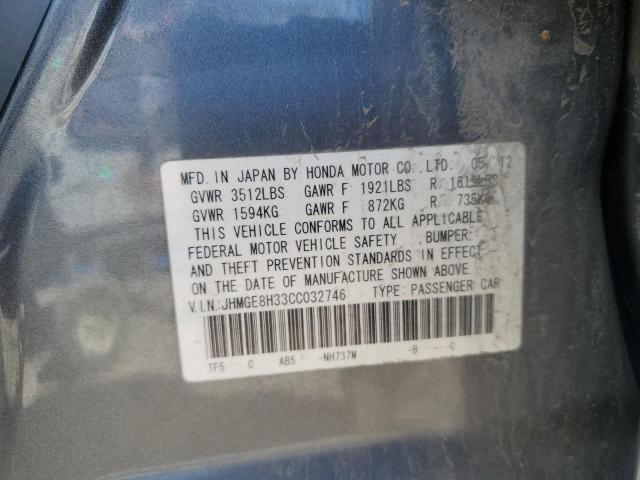 MFD. IN JAPAN BY HONDA MOTOR CO.,LTD. 05/12
GVWR 3512LBS GAWR F 1921LBS R 1619LBS
GVWR 1594KG GAWR F 872KG R 735KG
THIS VEHICLE CONFORMS TO ALL APPLICABLE
FEDERAL MOTOR VEHICLE SAFETY, BUMPER,
AND THEFT PREVENTION STANDARDS IN EFFECT
ON THE DATE OF MANUFACTURE SHOWN ABOVE.
V.I.N.:JHMGE8H33CC032746 TYPE: PASSENGER CAR
TF5 C AB5 -NH737M -B -- C